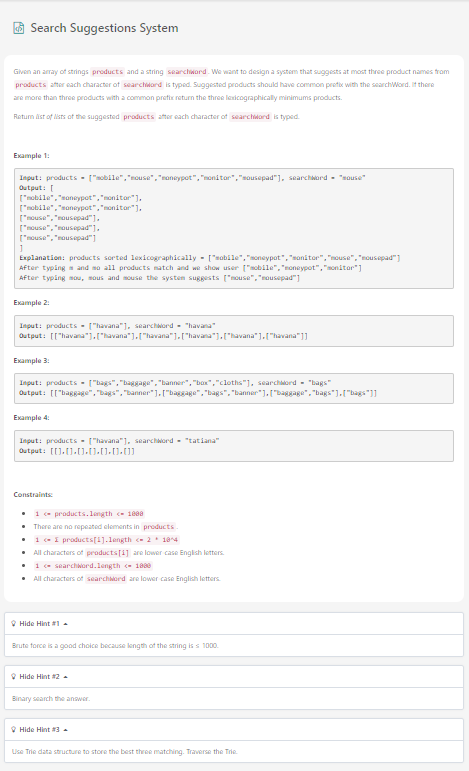 Search Suggestions System
Given an array of strings products and a string searchWord. We want to design a system that suggests at most three product names from
products after each character of searchWord is typed. Suggested products should have common prefix with the searchWord. If there
are more than three products with a common prefix return the three lexicographically minimums products.
Return list of lists of the suggested products after each character of searchWord is typed.
Example 1:
Input: products = ["mobile","mouse","moneypot","monitor","mousepad"], searchWord = "mouse"
Output: [
["mobile","moneypot","monitor"],
["mobile","moneypot","monitor"],
["mouse","mousepad"],
["mouse","mousepad"],
["mouse","mousepad"]
]
Explanation: products sorted lexicographically = ["mobile","moneypot","monitor","mouse","mousepad"]
After typing m and mo all products match and we show user ["mobile","moneypot","monitor"]
After typing mou, mous and mouse the system suggests ["mouse","mousepad"]
Example 2:
Input: products = ["havana"], searchWord = "havana"
Output: [["havana"],["havana"],["havana"],["havana"],["havana"],["havana"]]
Example 3:
Input: products = ["bags","baggage","banner","box","cloths"], searchWord = "bags"
Output: [["baggage","bags","banner"],["baggage","bags","banner"],["baggage","bags"],["bags"]]
Example 4:
Input: products = ["havana"], searchWord = "tatiana"
Output: [[],[],[],[],[],[],[]]
Constraints:
• 1 <= products.length <= 1000
• There are no repeated elements in products.
• 1 <= Σ products[i].length <= 2 * 10^4
• All characters of products[i] are lower case English letters.
• 1 <= searchWord.length <= 1000
• All characters of searchWord are lower case English letters.
Hide Hint #1
Brute force is a good choice because length of the string is ≤ 1000.
Hide Hint #2
Binary search the answer.
Hide Hint #3
Use Trie data structure to store the best three matching. Traverse the Trie.